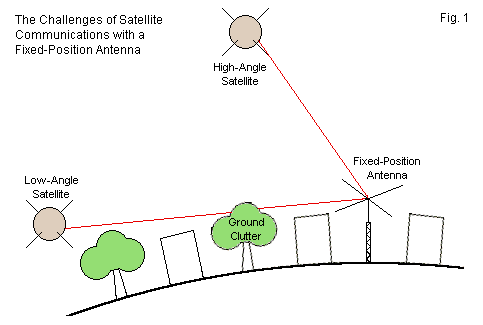 The Challenges of Satellite
Communications with a
Fixed-Position Antenna
Fig. 1
High-Angle
Satellite
Fixed-Position
Antenna
Low-Angle
Satellite
Ground
Clutter